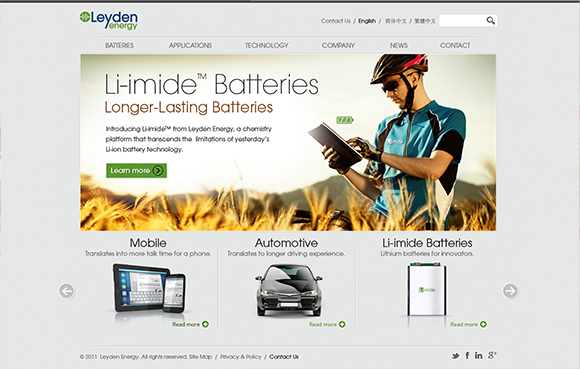 Leyden
energy
Contact Us / English / 简体中文 / 繁體中文
BATTERIES APPLICATIONS TECHNOLOGY COMPANY NEWS CONTACT
Li-imide™ Batteries
Longer-Lasting Batteries
Introducing Li-imide™ from Leyden Energy, a chemistry
platform that transcends the limitations of yesterday's
Li-ion battery technology.
Learn more
Mobile Automotive Li-imide Batteries
Translates into more talk time for a phone. Translates to longer driving experience. Lithium batteries for innovators.
imide
Read more Read more Read more
© 2011 Leyden Energy. All rights reserved. Site Map / Privacy & Policy / Contact Us